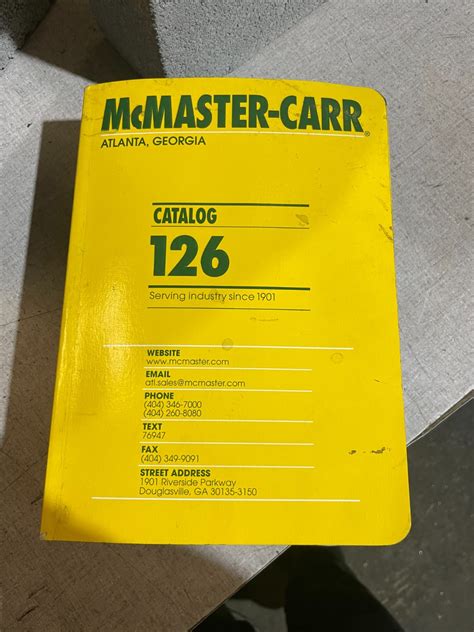 McMASTER-CARR®
ATLANTA, GEORGIA
CATALOG
126
Serving industry since 1901
WEBSITE
www.mcmaster.com
EMAIL
atl.sales@mcmaster.com
PHONE
(404) 346-7000
(404) 260-8080
TEXT
76947
FAX
(404) 349-9091
STREET ADDRESS
1901 Riverside Parkway
Douglasville, GA 30135-3150